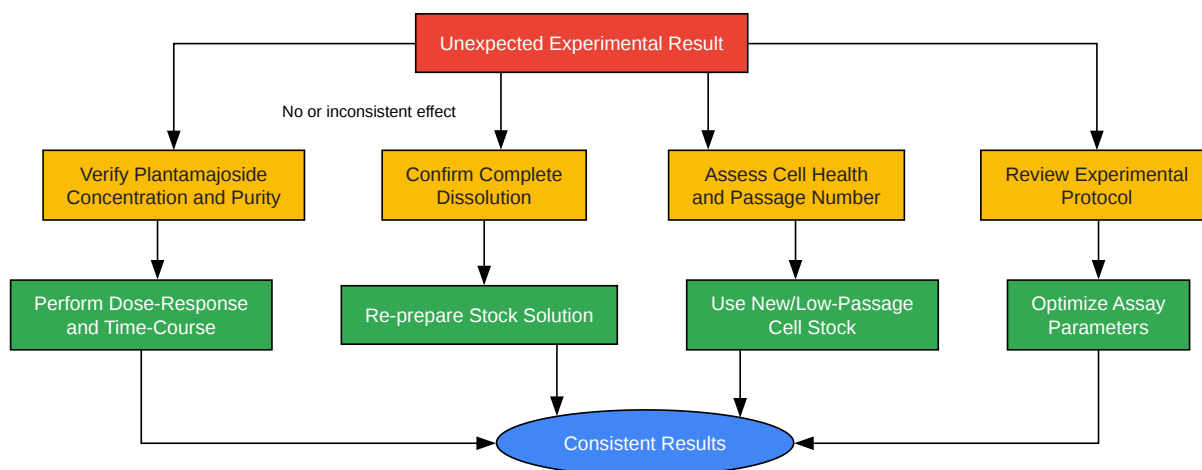 Unexpected Experimental Result
No or inconsistent effect
Verify Plantamajoside
Concentration and Purity
Confirm Complete
Dissolution
Assess Cell Health
and Passage Number
Review Experimental
Protocol
Perform Dose-Response
and Time-Course
Re-prepare Stock Solution
Use New/Low-Passage
Cell Stock
Optimize Assay
Parameters
Consistent Results